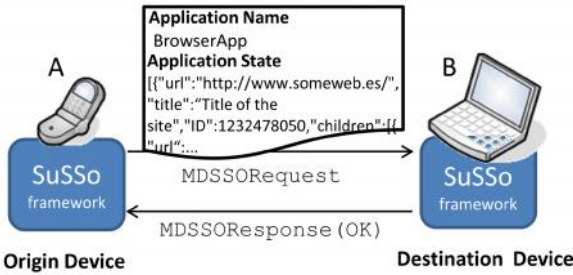 Application Name
BrowserApp
Application State
[{"url":"http://www.someweb.es/",
"title":“Title of the
site","ID":1232478050,"children":[{
"url“:...
A
B
SuSSo
framework
MDSSORequest
SuSSo
framework
MDSSOResponse(OK)
Origin Device
Destination Device